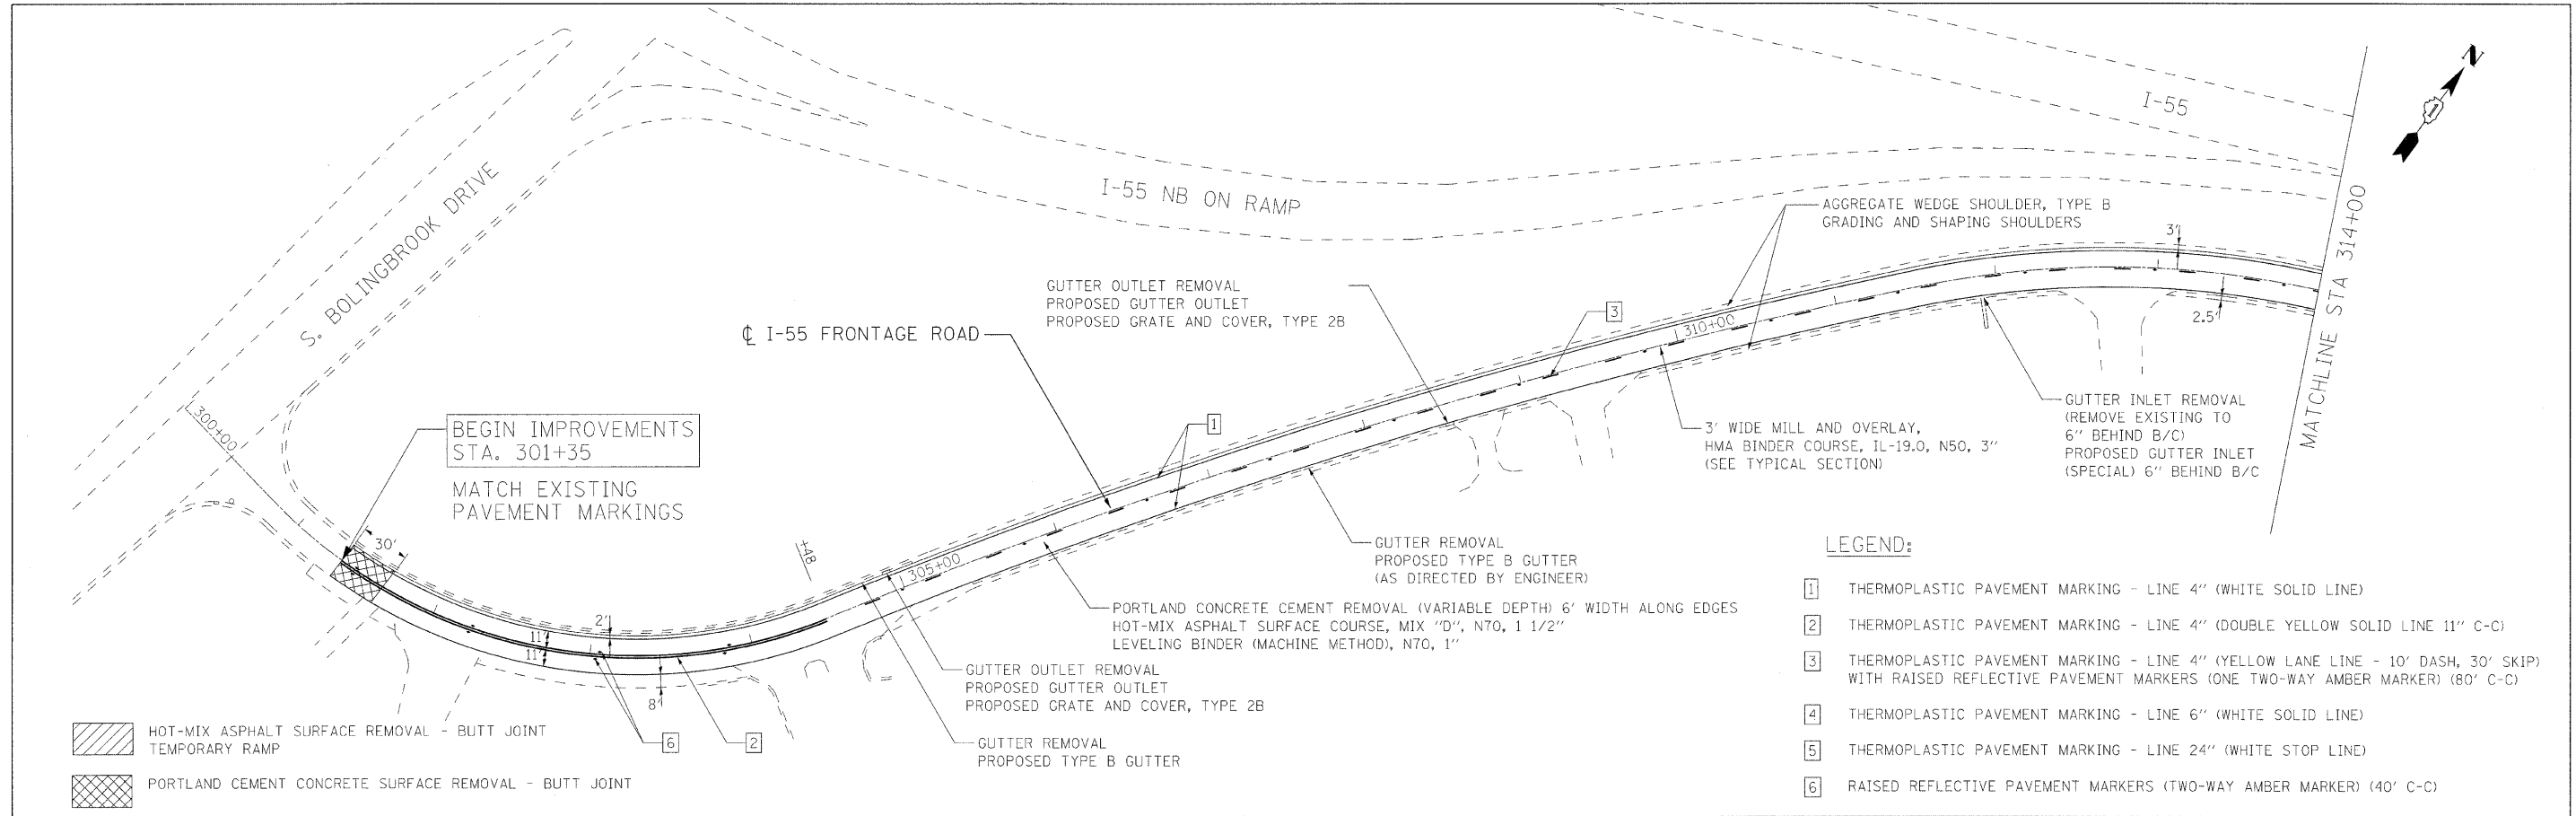 N
I-55
I-55 NB ON RAMP
S. BOLINGBROOK DRIVE
AGGREGATE WEDGE SHOULDER, TYPE B
GRADING AND SHAPING SHOULDERS
3'
MATCHLINE STA 314+00
GUTTER OUTLET REMOVAL
PROPOSED GUTTER OUTLET
PROPOSED GRATE AND COVER, TYPE 2B
℄ I-55 FRONTAGE ROAD
3
310+00
2.5'
300+00
BEGIN IMPROVEMENTS
STA. 301+35
MATCH EXISTING
PAVEMENT MARKINGS
1
GUTTER INLET REMOVAL
(REMOVE EXISTING TO
6" BEHIND B/C)
PROPOSED GUTTER INLET
(SPECIAL) 6" BEHIND B/C
3' WIDE MILL AND OVERLAY,
HMA BINDER COURSE, IL-19.0, N50, 3"
(SEE TYPICAL SECTION)
30'
+48
305+00
GUTTER REMOVAL
PROPOSED TYPE B GUTTER
(AS DIRECTED BY ENGINEER)
PORTLAND CONCRETE CEMENT REMOVAL (VARIABLE DEPTH) 6' WIDTH ALONG EDGES
HOT-MIX ASPHALT SURFACE COURSE, MIX "D", N70, 1 1/2"
LEVELING BINDER (MACHINE METHOD), N70, 1"
2'
11'
11'
8'
GUTTER OUTLET REMOVAL
PROPOSED GUTTER OUTLET
PROPOSED GRATE AND COVER, TYPE 2B
6
2
GUTTER REMOVAL
PROPOSED TYPE B GUTTER
HOT-MIX ASPHALT SURFACE REMOVAL - BUTT JOINT
TEMPORARY RAMP
PORTLAND CEMENT CONCRETE SURFACE REMOVAL - BUTT JOINT
LEGEND:
1 THERMOPLASTIC PAVEMENT MARKING - LINE 4" (WHITE SOLID LINE)
2 THERMOPLASTIC PAVEMENT MARKING - LINE 4" (DOUBLE YELLOW SOLID LINE 11" C-C)
3 THERMOPLASTIC PAVEMENT MARKING - LINE 4" (YELLOW LANE LINE - 10' DASH, 30' SKIP)
WITH RAISED REFLECTIVE PAVEMENT MARKERS (ONE TWO-WAY AMBER MARKER) (80' C-C)
4 THERMOPLASTIC PAVEMENT MARKING - LINE 6" (WHITE SOLID LINE)
5 THERMOPLASTIC PAVEMENT MARKING - LINE 24" (WHITE STOP LINE)
6 RAISED REFLECTIVE PAVEMENT MARKERS (TWO-WAY AMBER MARKER) (40' C-C)